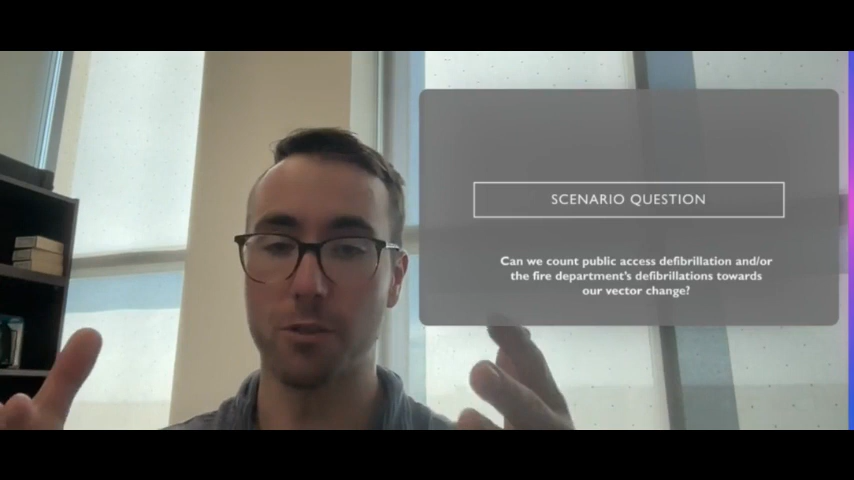 SCENARIO QUESTION
Can we count public access defibrillation and/or
the fire department's defibrillations towards
our vector change?